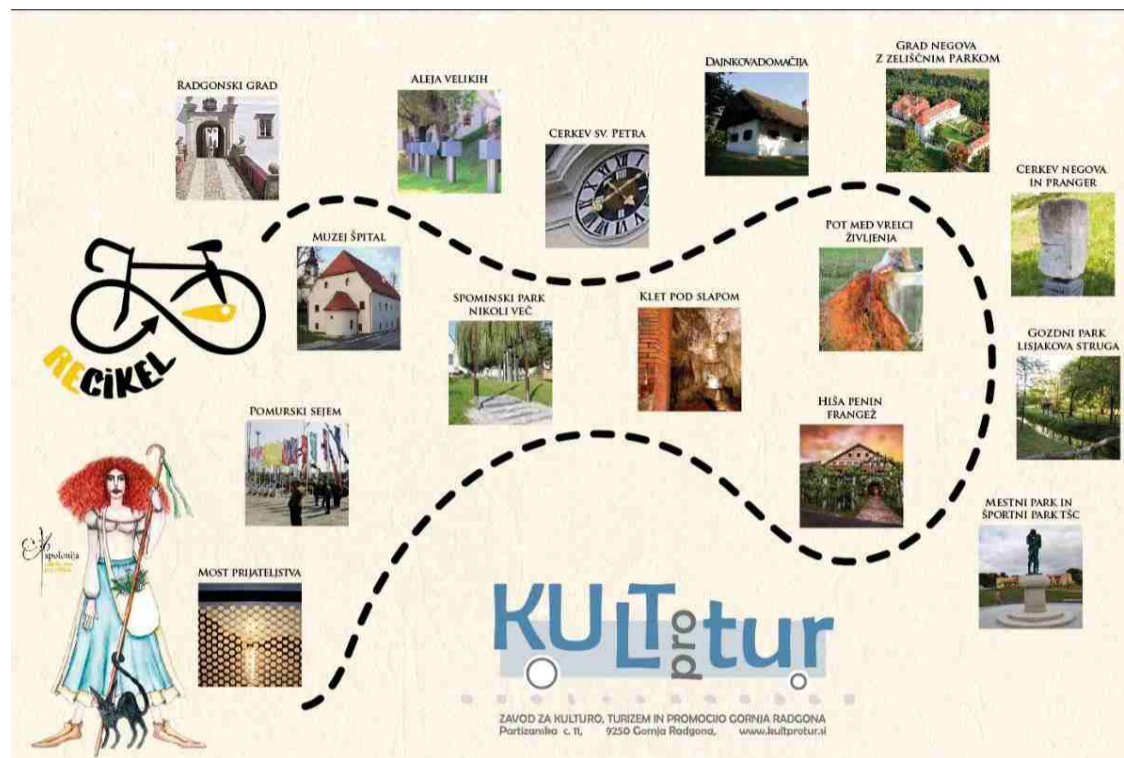 RADGONSKI GRAD
ALEJA VELIKIH
CERKEV SV. PETRA
DAJNKOVADOMAČIJA
GRAD NEGOVA
Z ZELIŠČNIM PARKOM
CERKEV NEGOVA
IN PRANGER
MUZEJ ŠPITAL
POT MED VRELCI
ŽIVLJENJA
SPOMINSKI PARK
NIKOLI VEČ
KLET POD SLAPOM
GOZDNI PARK
LISJAKOVA STRUGA
RECIKEL
POMURSKI SEJEM
HIŠA PENIN
FRANGEŽ
MESTNI PARK IN
ŠPORTNI PARK TŠC
Apolonija
MOST PRIJATELJSTVA
KULTprotur
ZAVOD ZA KULTURO, TURIZEM IN PROMOCIJO GORNJA RADGONA
Partizanska c. 11, 9250 Gornja Radgona, www.kultprotur.si